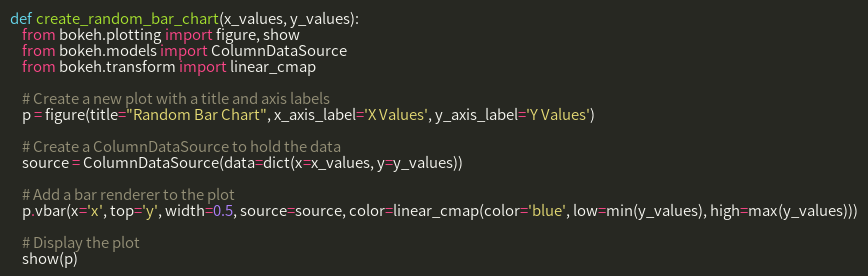 def create_random_bar_chart(x_values, y_values):
from bokeh.plotting import figure, show
from bokeh.models import ColumnDataSource
from bokeh.transform import linear_cmap
# Create a new plot with a title and axis labels
p = figure(title="Random Bar Chart", x_axis_label='X Values', y_axis_label='Y Values')
# Create a ColumnDataSource to hold the data
source = ColumnDataSource(data=dict(x=x_values, y=y_values))
# Add a bar renderer to the plot
p.vbar(x='x', top='y', width=0.5, source=source, color=linear_cmap(color='blue', low=min(y_values), high=max(y_values)))
# Display the plot
show(p)